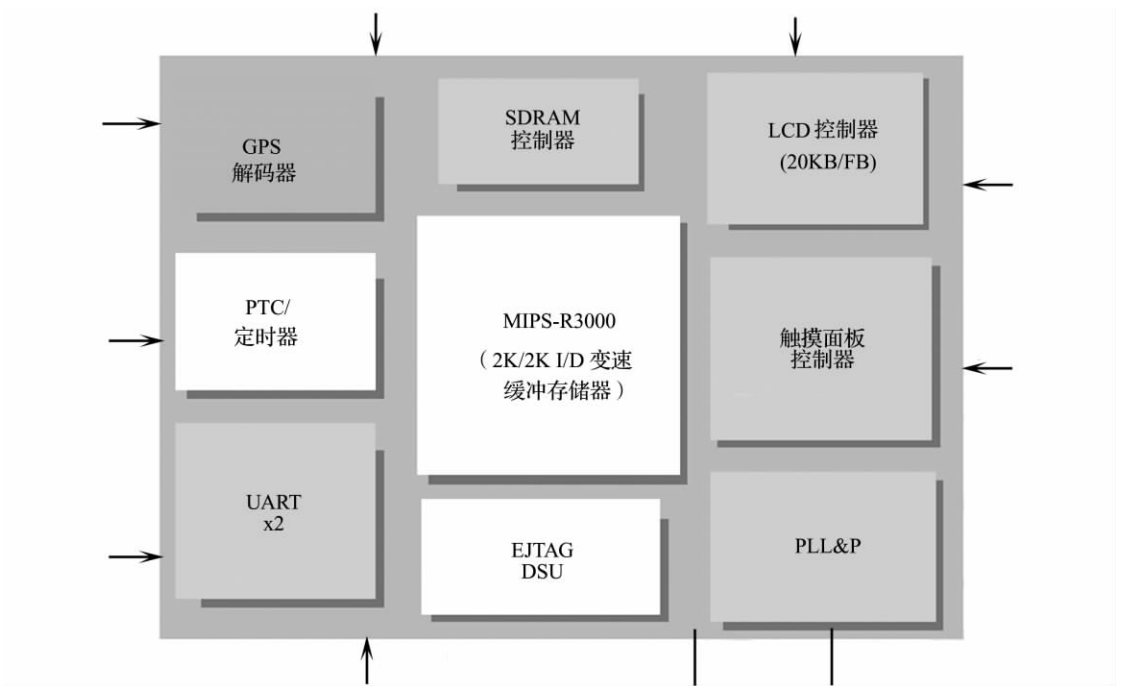 GPS
解码器
SDRAM
控制器
LCD 控制器
(20KB/FB)
PTC/
定时器
MIPS-R3000
(2K/2K I/D 变速
缓冲存储器)
触摸面板
控制器
UART
x2
EJTAG
DSU
PLL&P